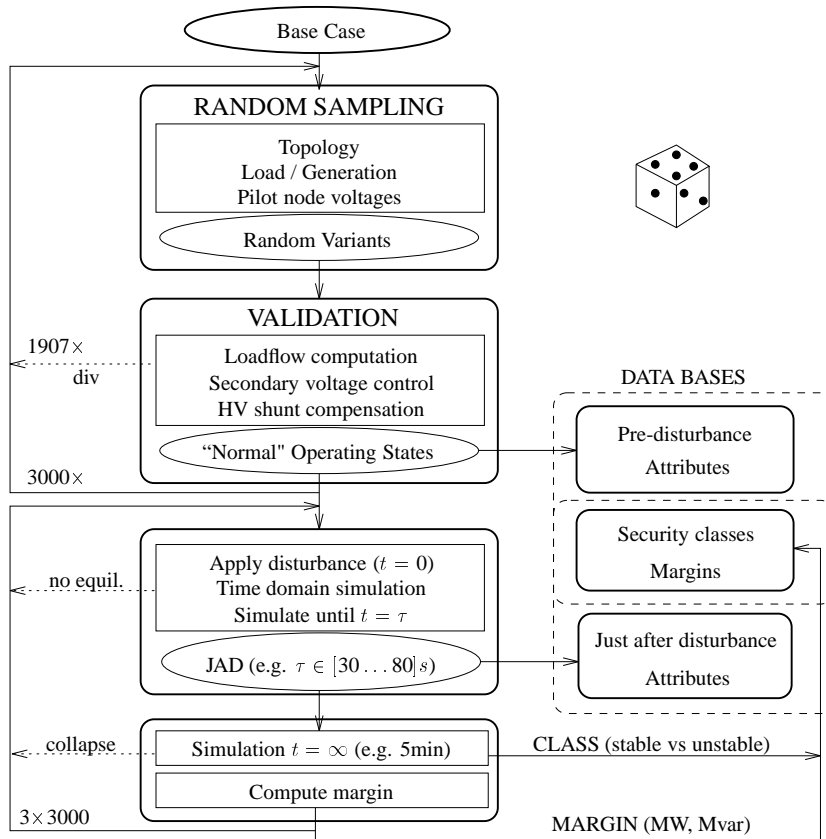 Base Case
RANDOM SAMPLING
Topology
Load / Generation
Pilot node voltages
Random Variants
VALIDATION
1907×
Loadflow computation
div
Secondary voltage control
HV shunt compensation
DATA BASES
"Normal" Operating States
Pre-disturbance
Attributes
3000×
Apply disturbance (t = 0)
Security classes
no equil.
Time domain simulation
Margins
Simulate until t = τ
JAD (e.g. τ ∈ [30 … 80]s)
Just after disturbance
Attributes
collapse
Simulation t = ∞ (e.g. 5min)
CLASS (stable vs unstable)
Compute margin
3×3000
MARGIN (MW, Mvar)